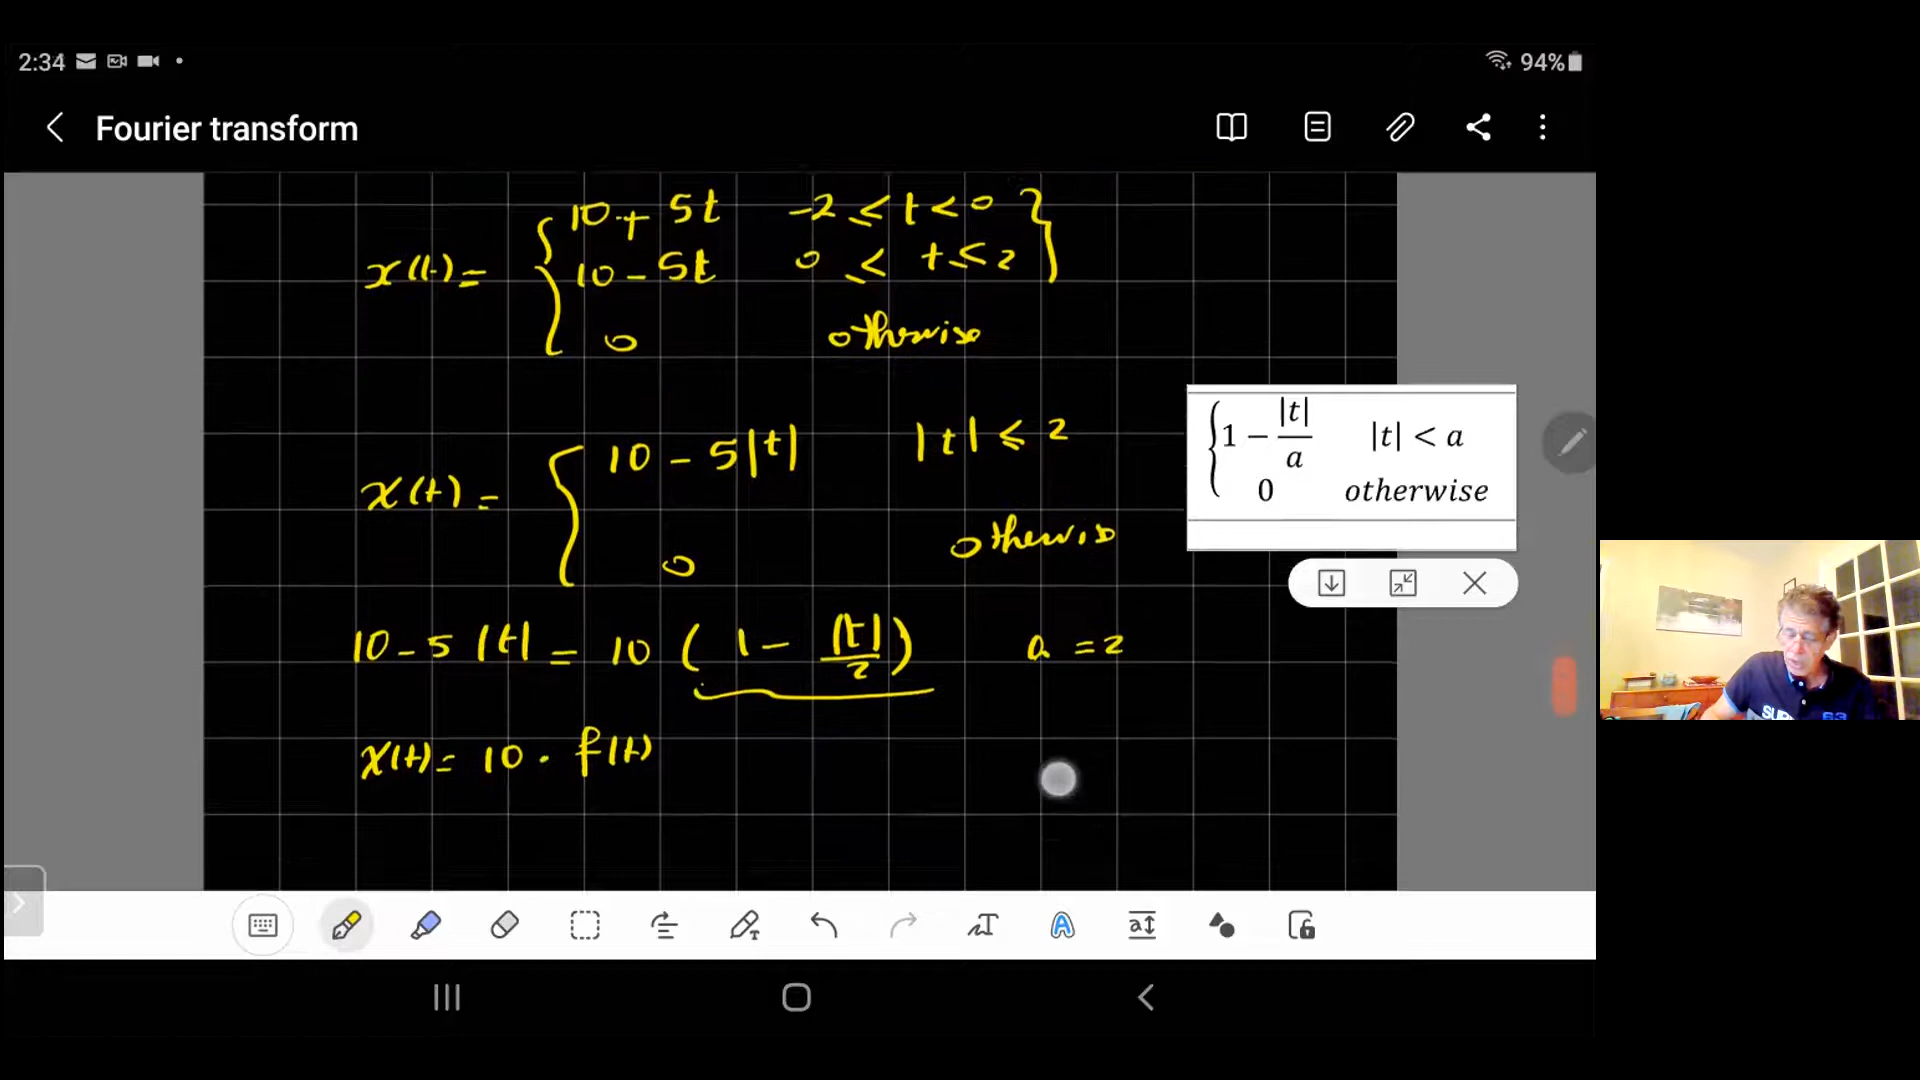 2:34
94%
Fourier transform
x(t) = { 10 + 5t -2 ≤ t < 0 }
10 - 5t 0 ≤ t ≤ 2
0 otherwise
x(t) = { 10 - 5|t| |t| ≤ 2
0 otherwis
{ 1 - |t|/a |t| < a
0 otherwise
10 - 5 |t| = 10 ( 1 - |t|/2 ) a = 2
x(t) = 10 . f(t)